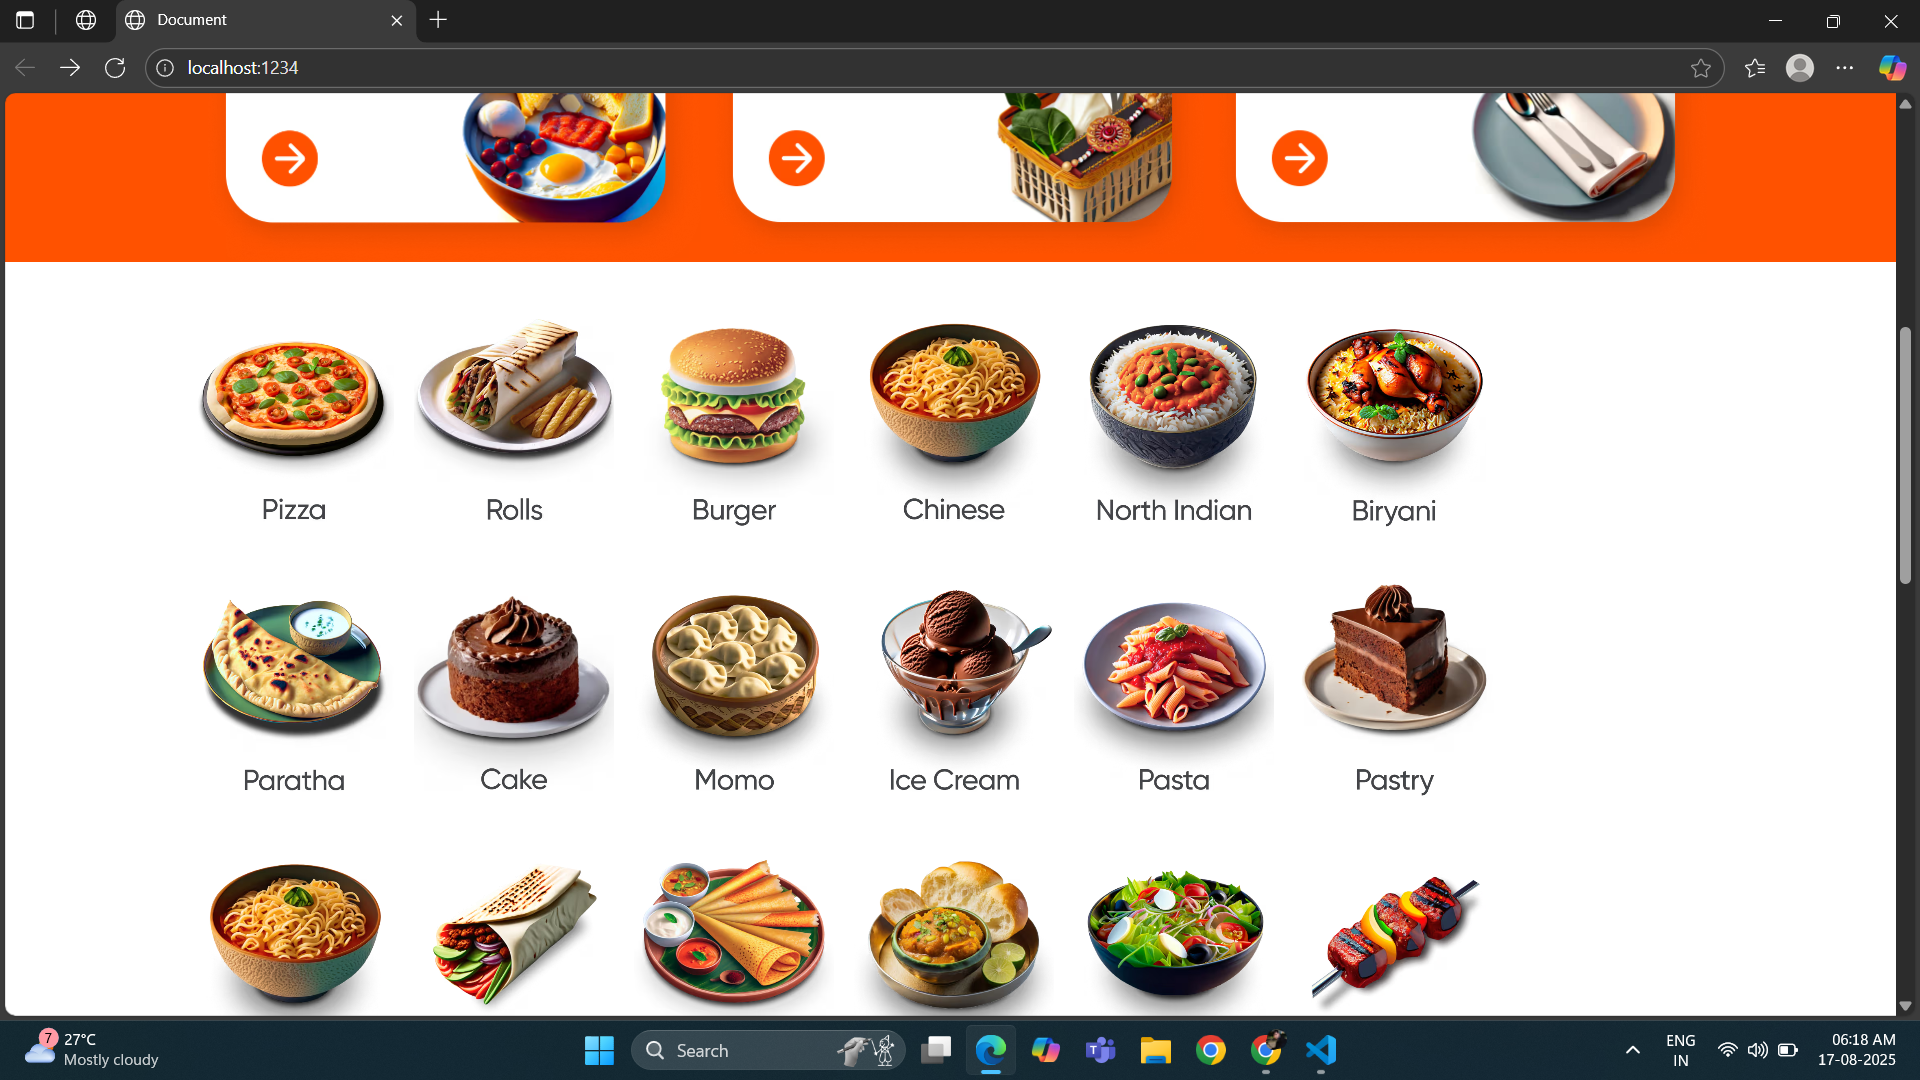 Document
localhost:1234
Pizza
Rolls
Burger
Chinese
North Indian
Biryani
Paratha
Cake
Momo
Ice Cream
Pasta
Pastry
7
27°C
Mostly cloudy
Search
ENG
IN
06:18 AM
17-08-2025